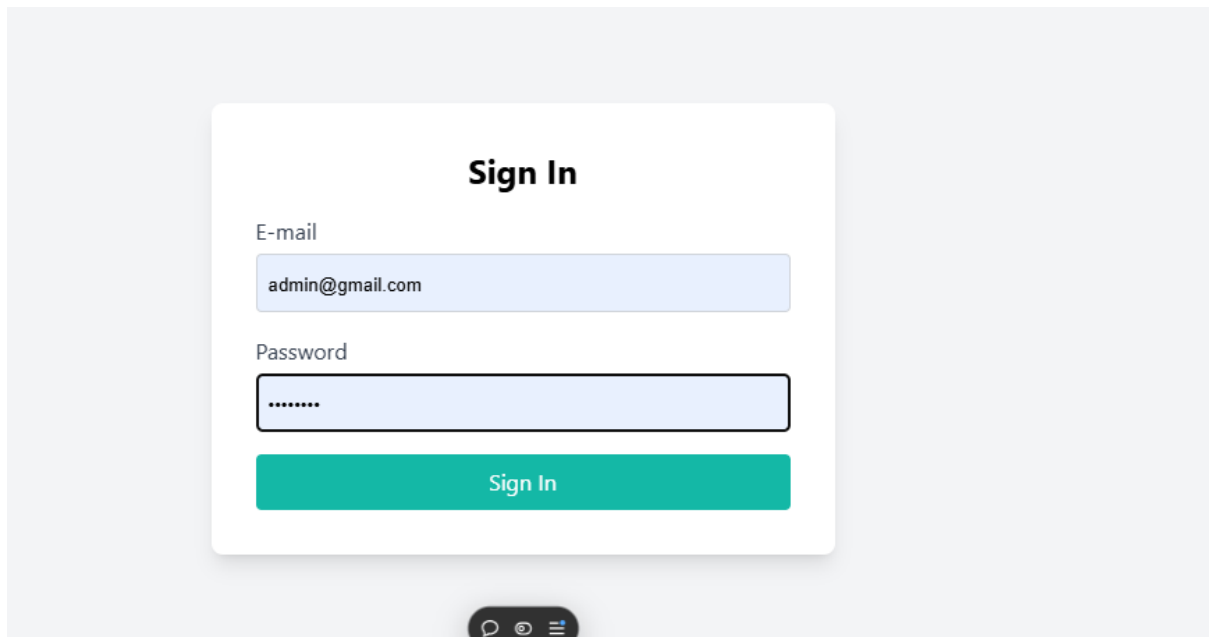 Sign In
E-mail
admin@gmail.com
Password
••••••••
Sign In